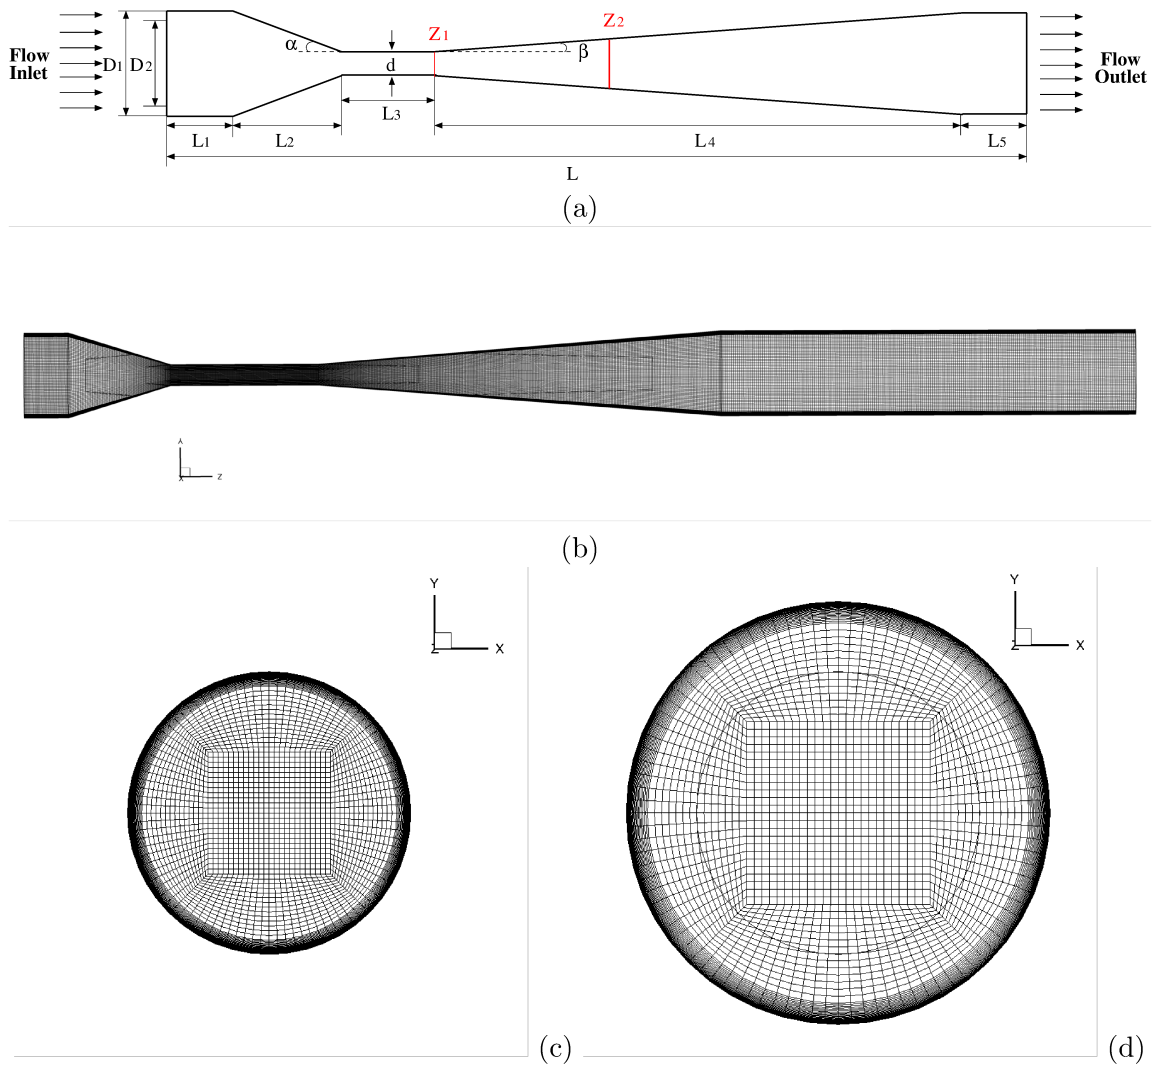 Flow
Inlet
D1
D2
α
d
Z1
Z2
β
Flow
Outlet
L1
L2
L3
L4
L5
L
(a)
Y
X
Z
(b)
Y
Z
X
Y
Z
X
(c)
(d)